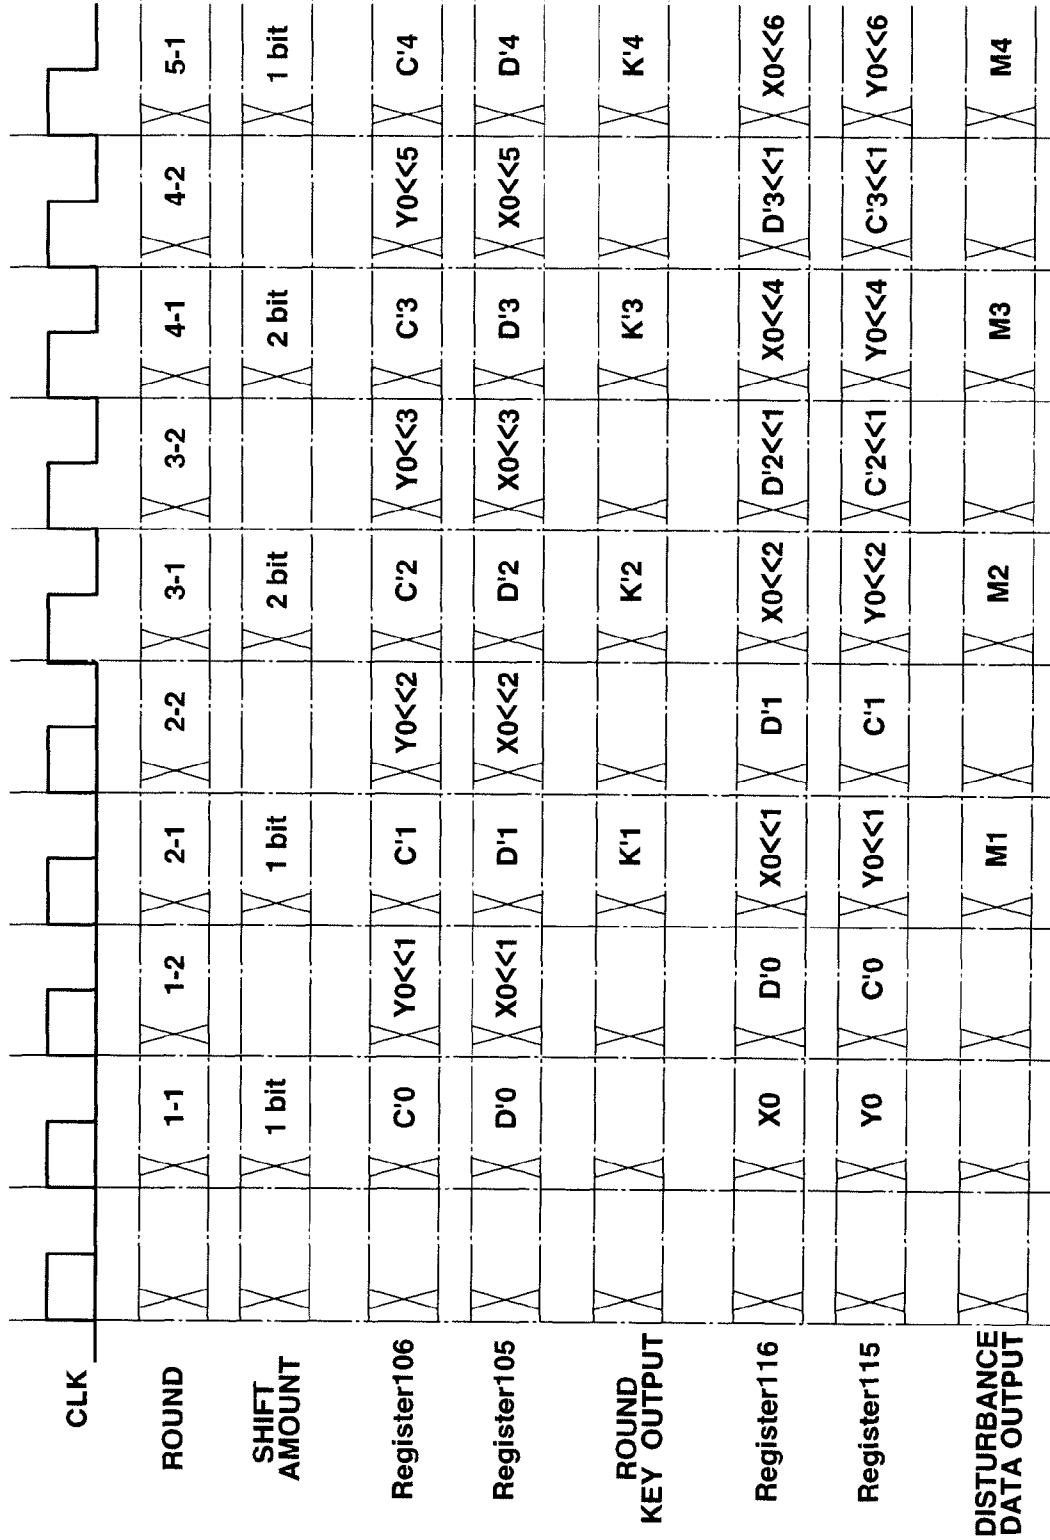 CLK
ROUND 1-1 1-2 2-1 2-2 3-1 3-2 4-1 4-2 5-1
SHIFT
AMOUNT 1 bit 1 bit 2 bit 2 bit 1 bit
Register106 C'0 Y0<<1 C'1 Y0<<2 C'2 Y0<<3 C'3 Y0<<5 C'4
Register105 D'0 X0<<1 D'1 X0<<2 D'2 X0<<3 D'3 X0<<5 D'4
ROUND
KEY OUTPUT K'1 K'2 K'3 K'4
Register116 X0 D'0 X0<<1 D'1 X0<<2 D'2<<1 X0<<4 D'3<<1 X0<<6
Register115 Y0 C'0 Y0<<1 C'1 Y0<<2 C'2<<1 Y0<<4 C'3<<1 Y0<<6
DISTURBANCE
DATA OUTPUT M1 M2 M3 M4